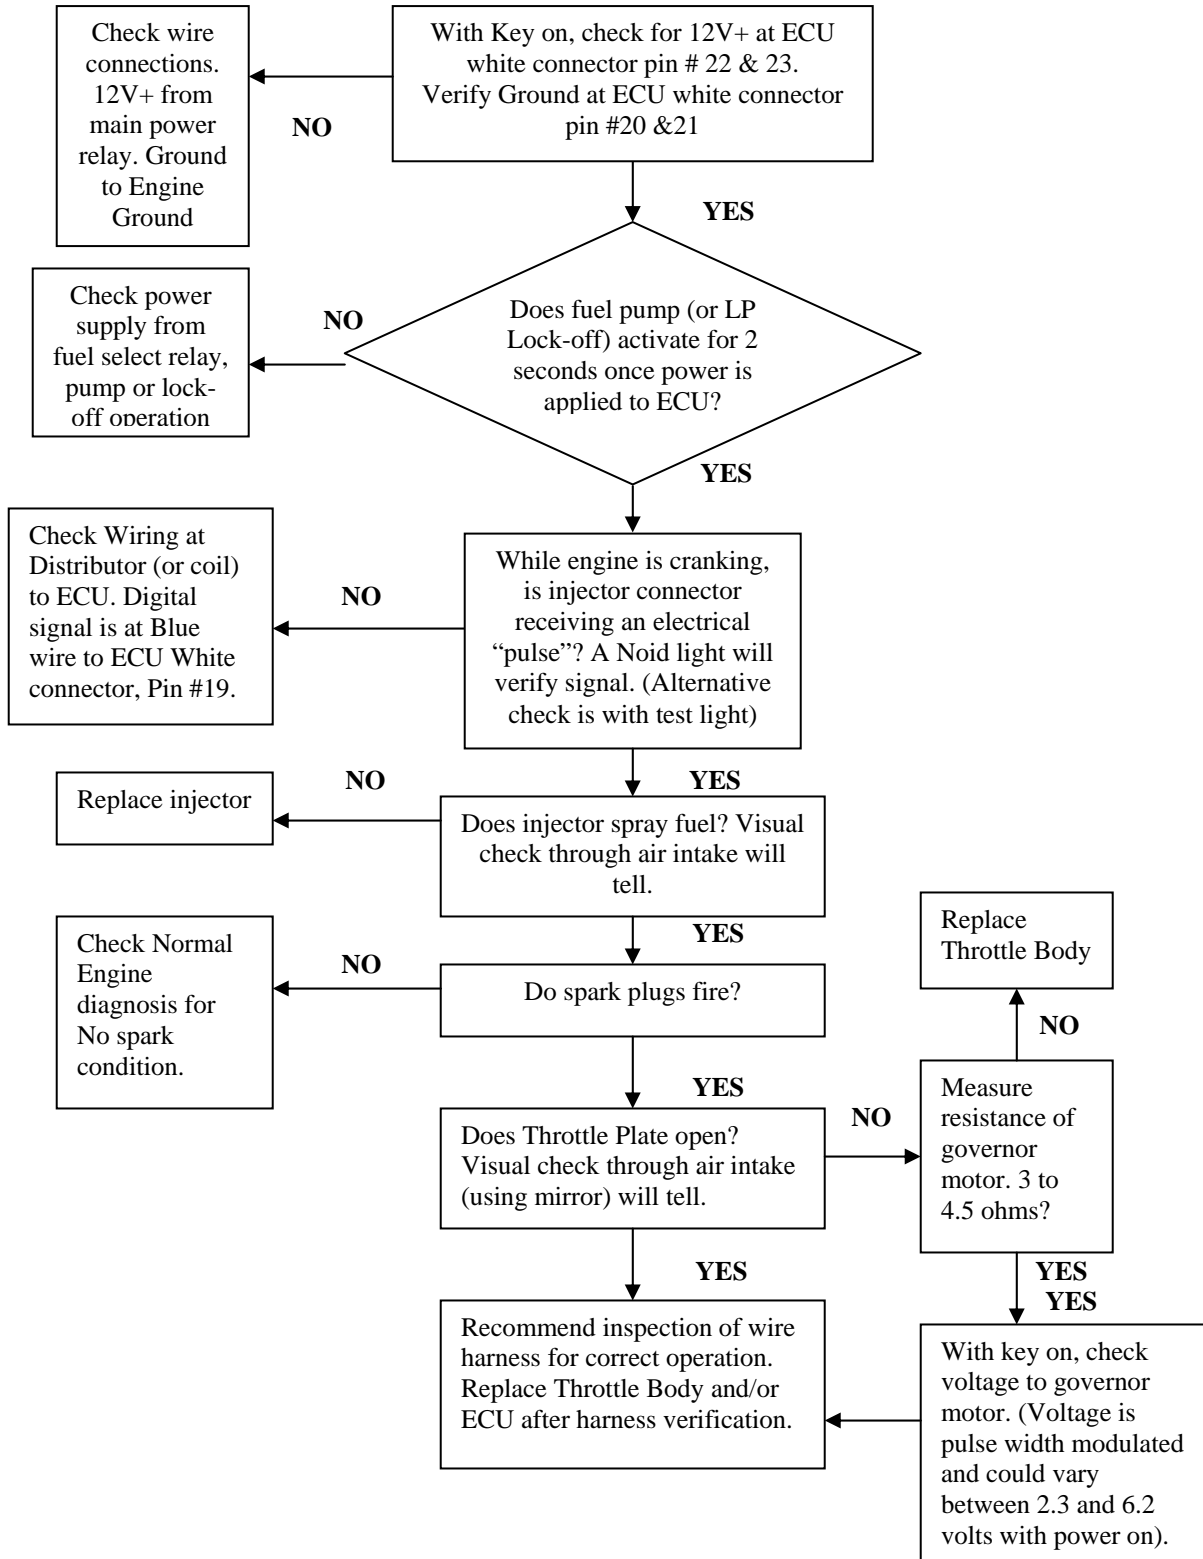 Check wire
connections.
12V+ from
main power
relay. Ground
to Engine
Ground
NO
With Key on, check for 12V+ at ECU
white connector pin # 22 & 23.
Verify Ground at ECU white connector
pin #20 &21
YES
Check power
supply from
fuel select relay,
pump or lock-
off operation
NO
Does fuel pump (or LP
Lock-off) activate for 2
seconds once power is
applied to ECU?
YES
Check Wiring at
Distributor (or coil)
to ECU. Digital
signal is at Blue
wire to ECU White
connector, Pin #19.
NO
While engine is cranking,
is injector connector
receiving an electrical
“pulse”? A Noid light will
verify signal. (Alternative
check is with test light)
YES
Replace injector
NO
Does injector spray fuel? Visual
check through air intake will
tell.
YES
Check Normal
Engine
diagnosis for
No spark
condition.
NO
Do spark plugs fire?
YES
Replace
Throttle Body
NO
Does Throttle Plate open?
Visual check through air intake
(using mirror) will tell.
NO
Measure
resistance of
governor
motor. 3 to
4.5 ohms?
YES
YES
YES
Recommend inspection of wire
harness for correct operation.
Replace Throttle Body and/or
ECU after harness verification.
With key on, check
voltage to governor
motor. (Voltage is
pulse width modulated
and could vary
between 2.3 and 6.2
volts with power on).